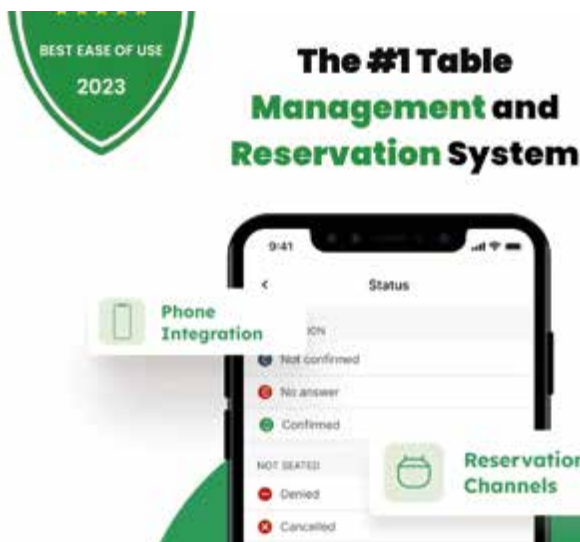 BEST EASE OF USE
2023
The #1 Table
Management and
Reservation System
9:41
Status
Phone
Integration
Not confirmed
No answer
Confirmed
NOT SEATED
Reservation
Channels
Denied
Cancelled